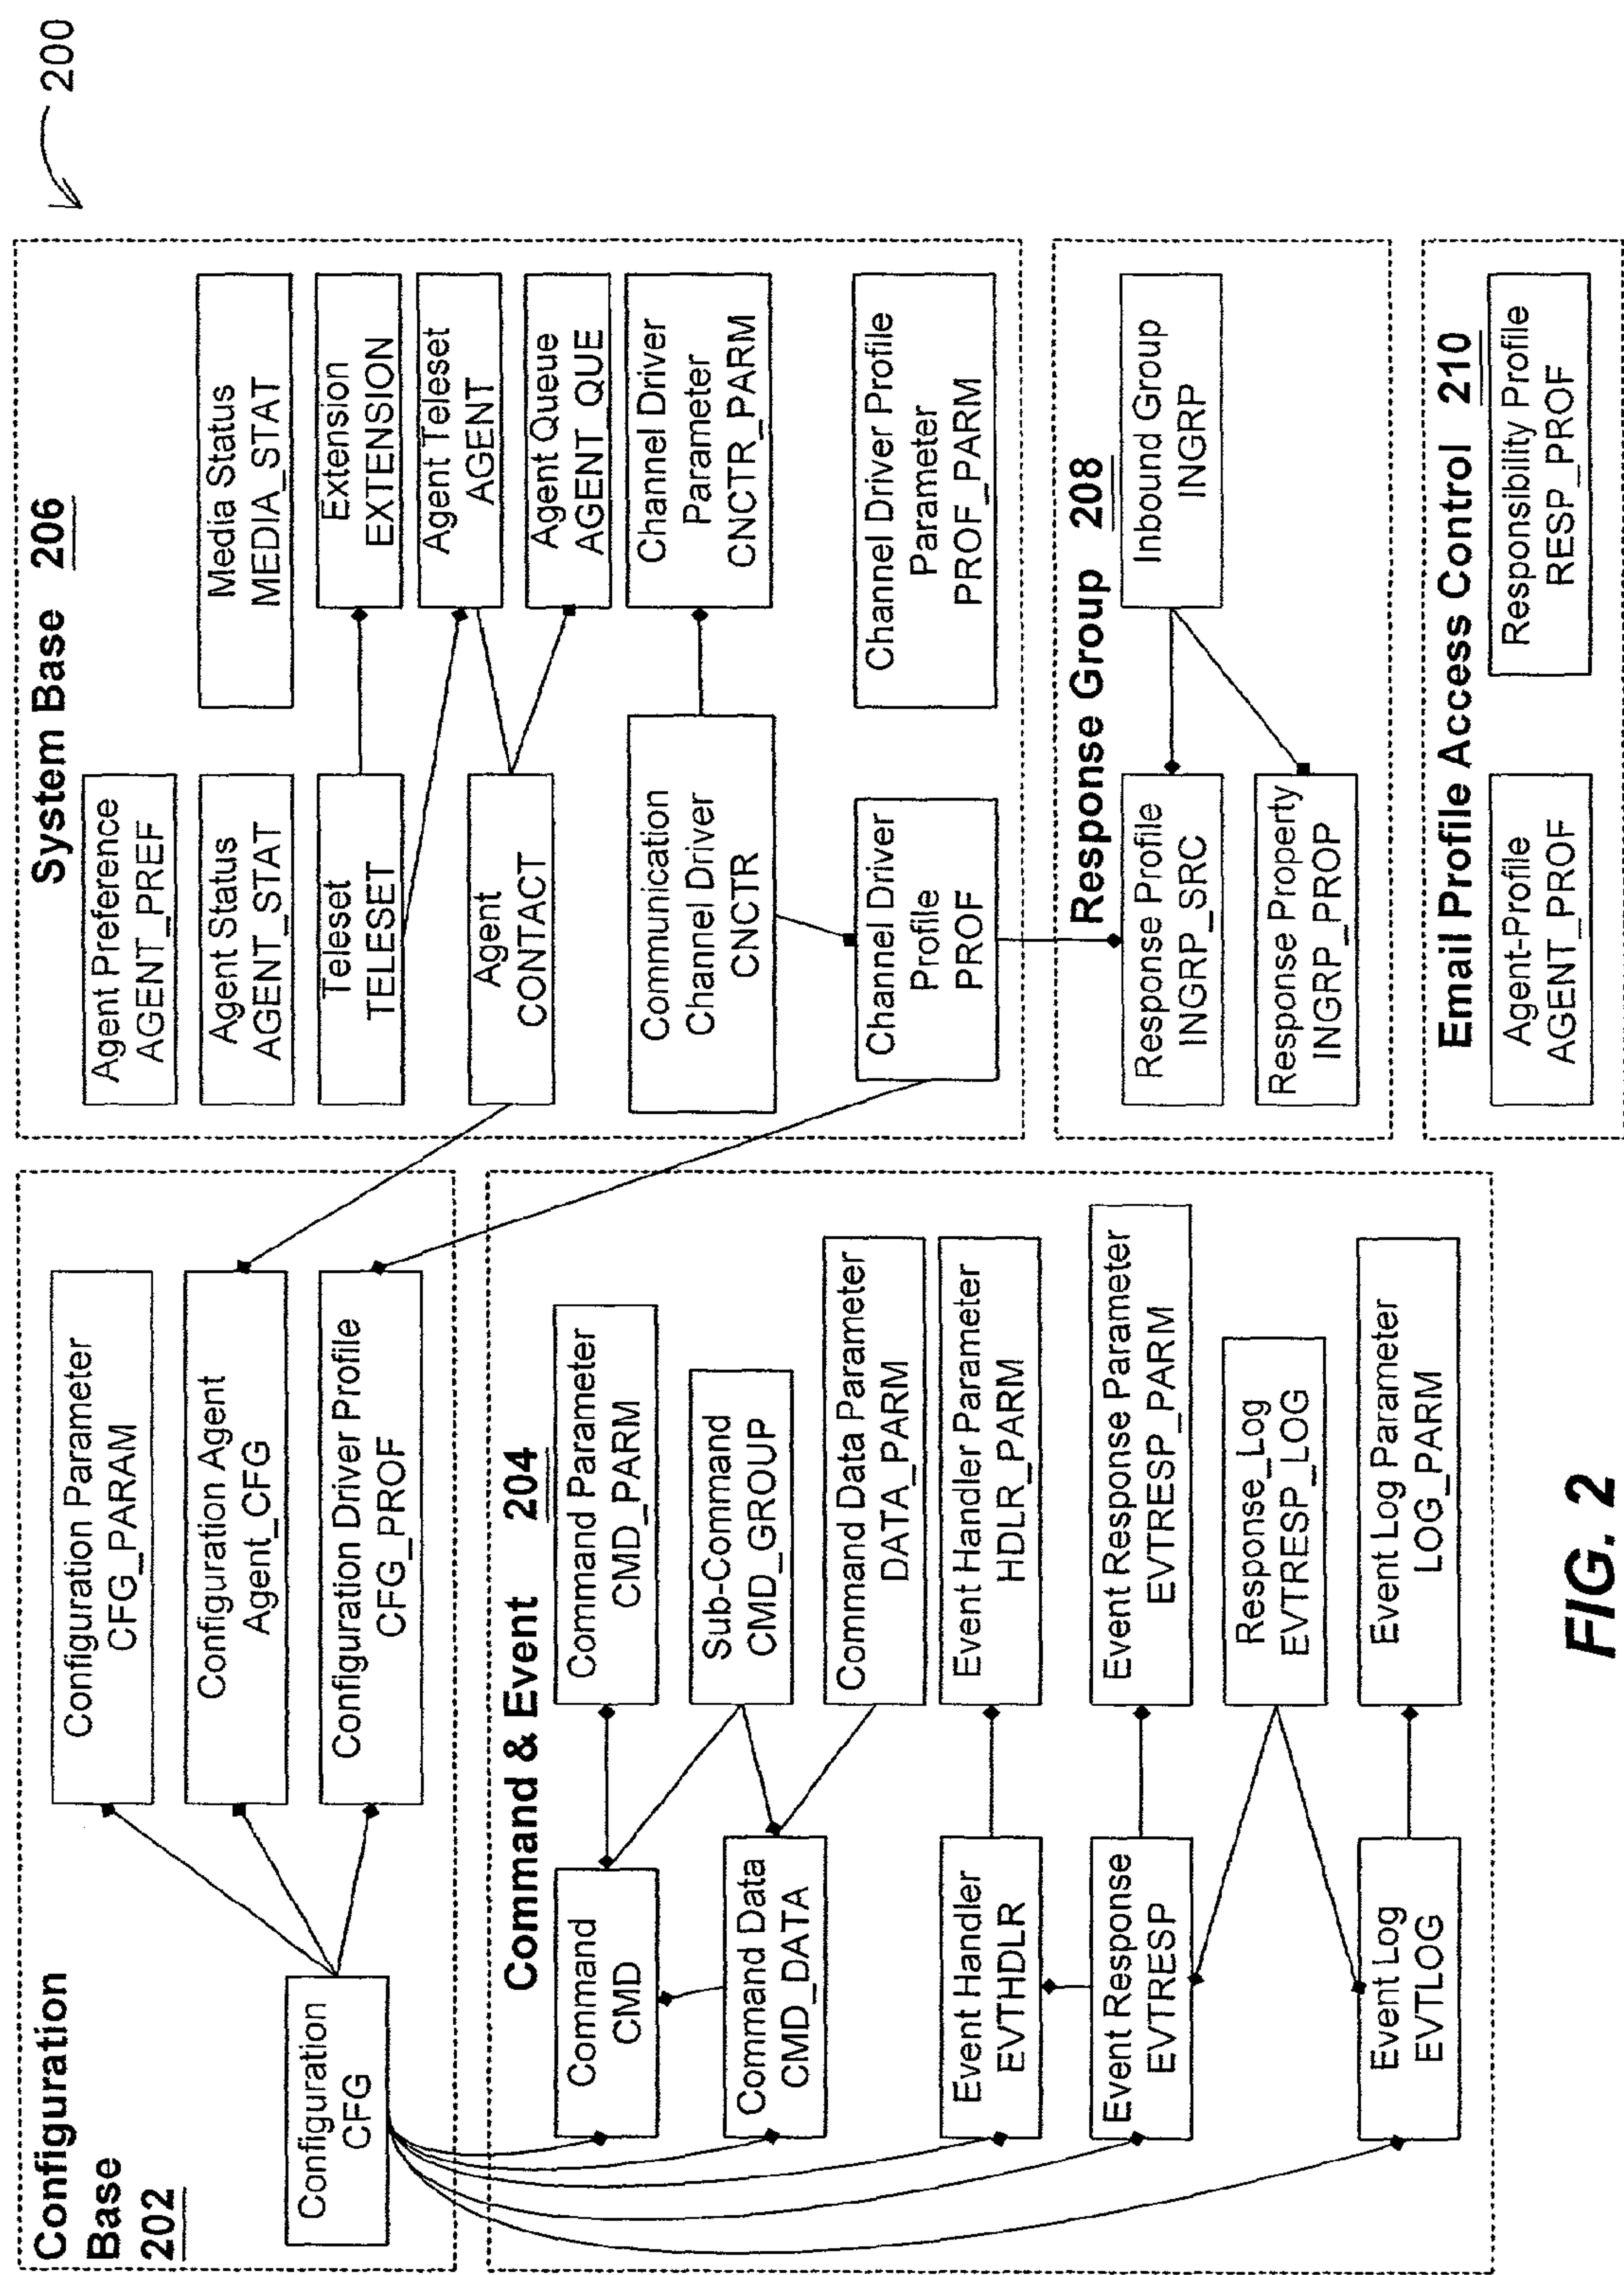 200
Configuration
Base
202
Configuration
CFG
Configuration Parameter
CFG_PARAM
Configuration Agent
Agent_CFG
Configuration Driver Profile
CFG_PROF
Command & Event 204
Command
CMD
Command Parameter
CMD_PARM
Sub-Command
CMD_GROUP
Command Data
CMD_DATA
Command Data Parameter
DATA_PARM
Event Handler
EVTHDLR
Event Handler Parameter
HDLR_PARM
Event Response
EVTRESP
Event Response Parameter
EVTRESP_PARM
Response_Log
EVTRESP_LOG
Event Log
EVTLOG
Event Log Parameter
LOG_PARM
System Base 206
Agent Preference
AGENT_PREF
Agent Status
AGENT_STAT
Media Status
MEDIA_STAT
Teleset
TELESET
Extension
EXTENSION
Agent Teleset
AGENT
Agent
CONTACT
Agent Queue
AGENT_QUE
Communication
Channel Driver
CNCTR
Channel Driver
Parameter
CNCTR_PARM
Channel Driver
Profile
PROF
Channel Driver Profile
Parameter
PROF_PARM
Response Group 208
Response Profile
INGRP_SRC
Inbound Group
INGRP
Response Property
INGRP_PROP
Email Profile Access Control 210
Agent-Profile
AGENT_PROF
Responsibility Profile
RESP_PROF
FIG. 2